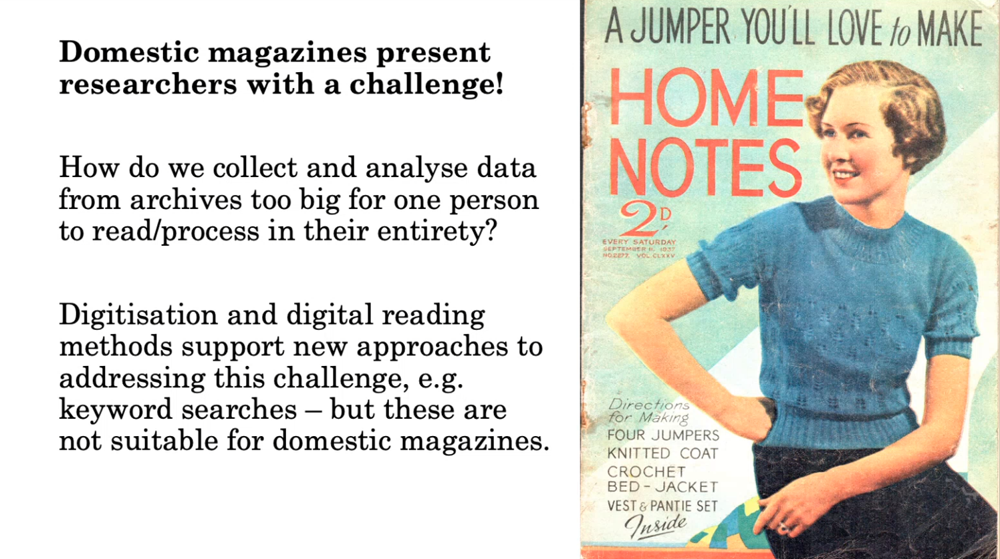 Domestic magazines present
researchers with a challenge!
How do we collect and analyse data
from archives too big for one person
to read/process in their entirety?
Digitisation and digital reading
methods support new approaches to
addressing this challenge, e.g.
keyword searches – but these are
not suitable for domestic magazines.
A JUMPER YOU'LL LOVE to MAKE
HOME
NOTES
2D.
EVERY SATURDAY
SEPTEMBER 11, 1937
NO.2277. VOL.CLXXV
Directions
for Making
FOUR JUMPERS
KNITTED COAT
CROCHET
BED-JACKET
VEST & PANTIE SET
Inside